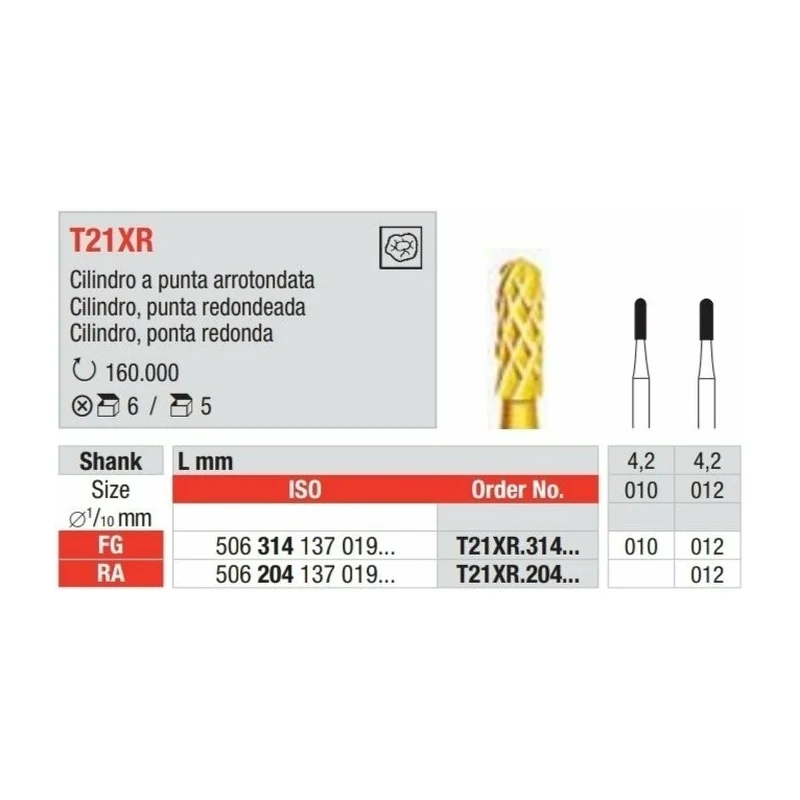 T21XR
Cilindro a punta arrotondata
Cilindro, punta redondeada
Cilindro, ponta redonda
160.000
6 / 5
Shank L mm 4,2 4,2
Size ISO Order No. 010 012
∅1/10 mm
FG 506 314 137 019... T21XR.314... 010 012
RA 506 204 137 019... T21XR.204... 012